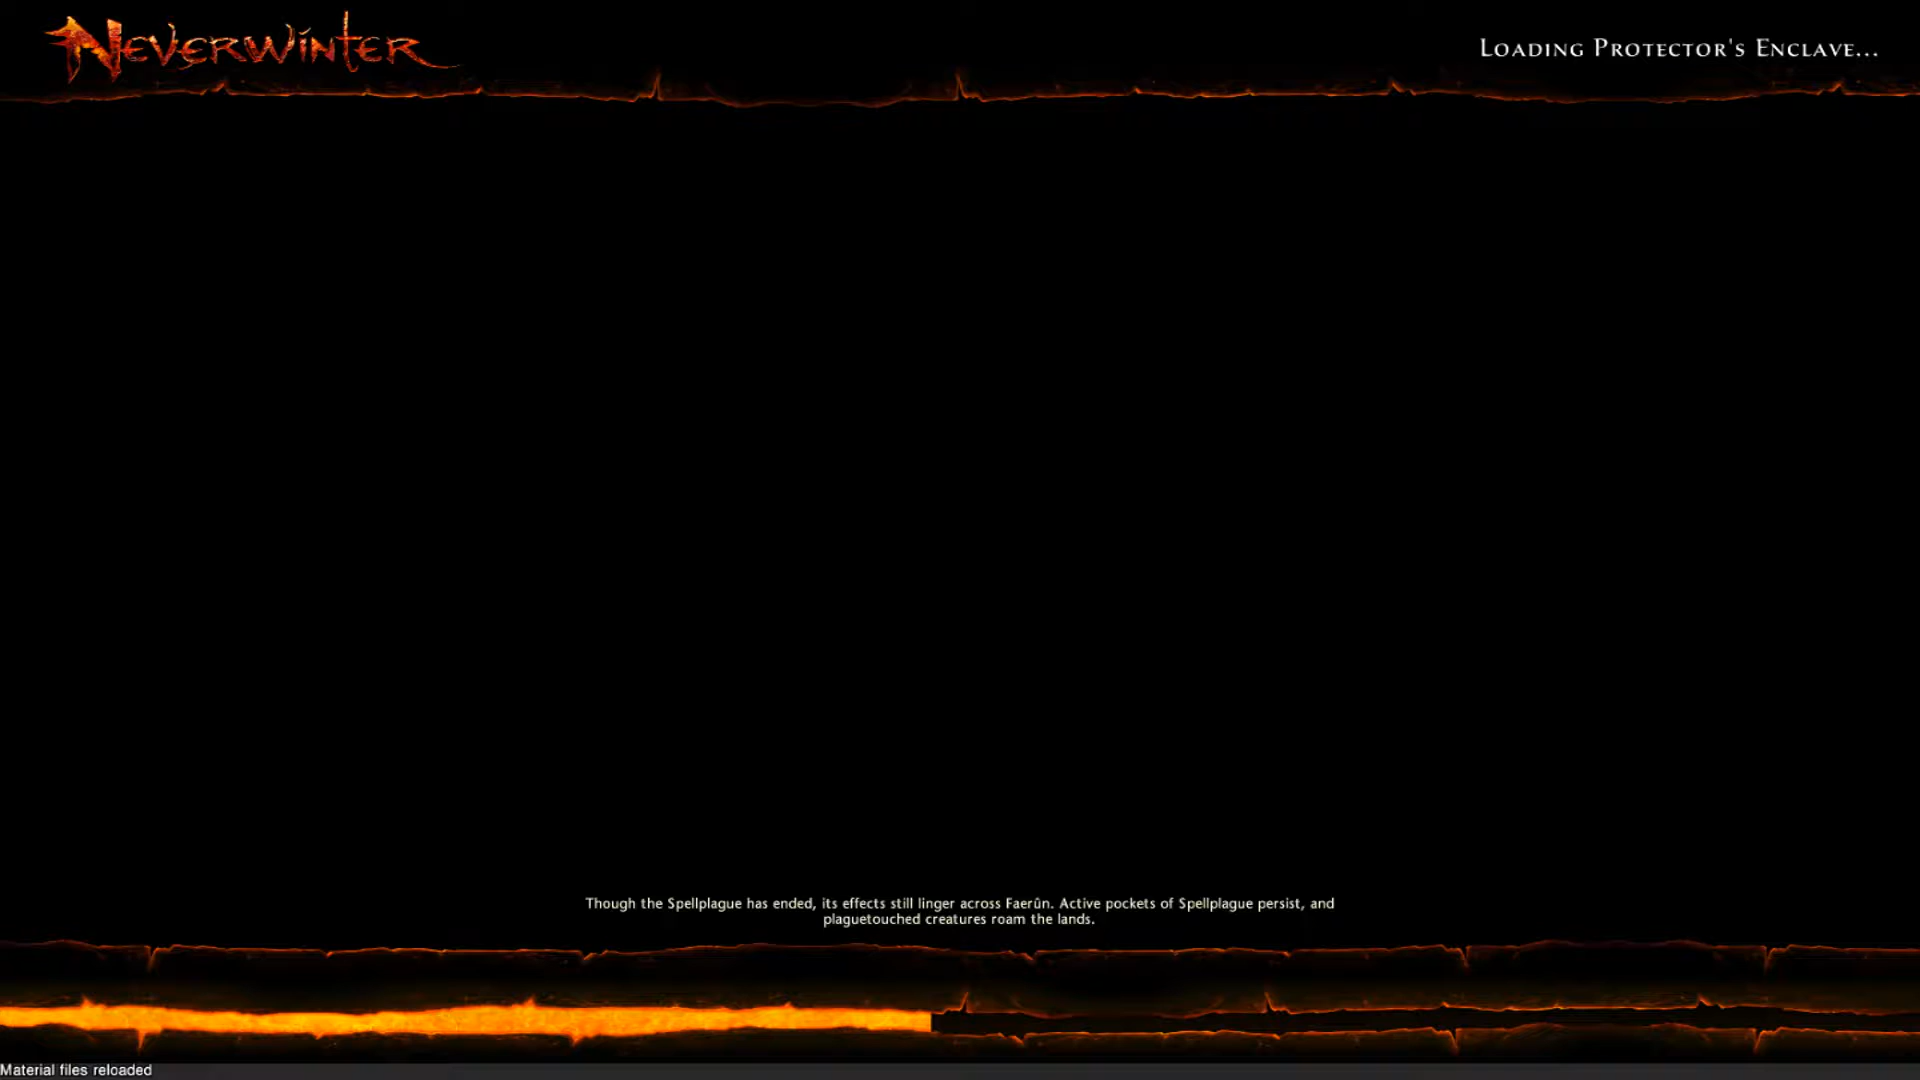 NEVERWINTER
LOADING PROTECTOR'S ENCLAVE...
Though the Spellplague has ended, its effects still linger across Faerûn. Active pockets of Spellplague persist, and
plaguetouched creatures roam the lands.
Material files reloaded